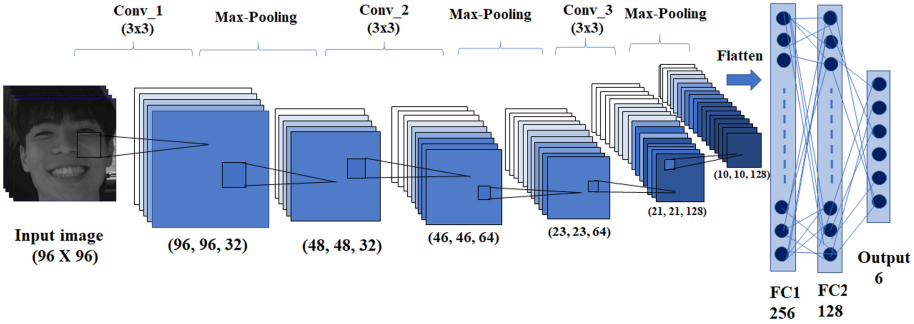 Conv_1
(3x3)
Max-Pooling
Conv_2
(3x3)
Max-Pooling
Conv_3
(3x3)
Max-Pooling
Flatten
Input image
(96 X 96)
(96, 96, 32)
(48, 48, 32)
(46, 46, 64)
(23, 23, 64)
(21, 21, 128)
(10, 10, 128)
FC1
256
FC2
128
Output
6